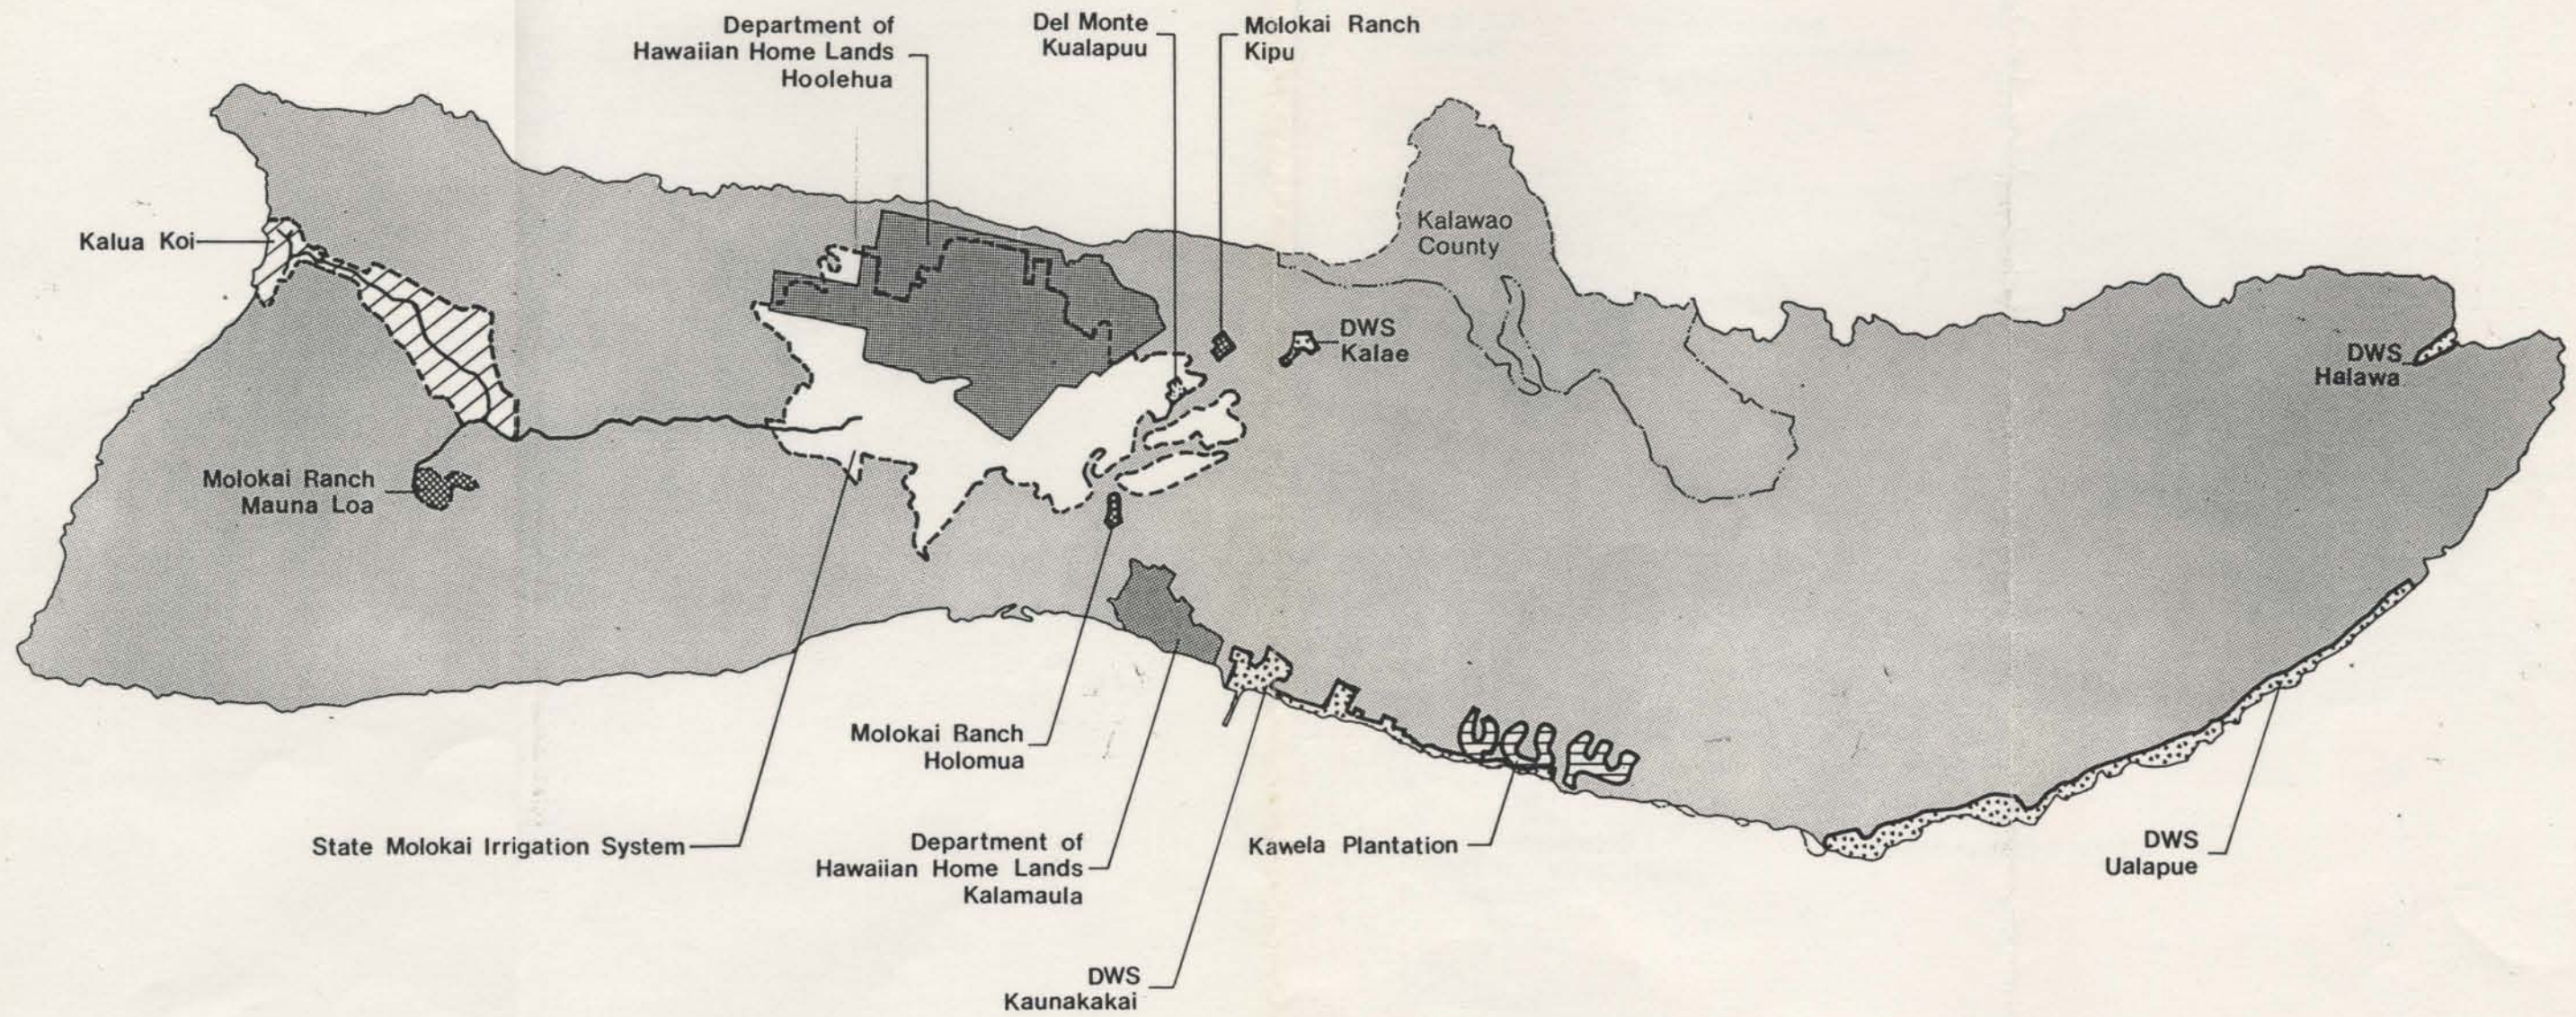 Department of
Hawaiian Home Lands
Hoolehua
Del Monte
Kualapuu
Molokai Ranch
Kipu
Kalua Koi
Kalawao
County
DWS
Kalae
DWS
Halawa
Molokai Ranch
Mauna Loa
Molokai Ranch
Holomua
State Molokai Irrigation System
Department of
Hawaiian Home Lands
Kalamaula
Kawela Plantation
DWS
Ualapue
DWS
Kaunakakai